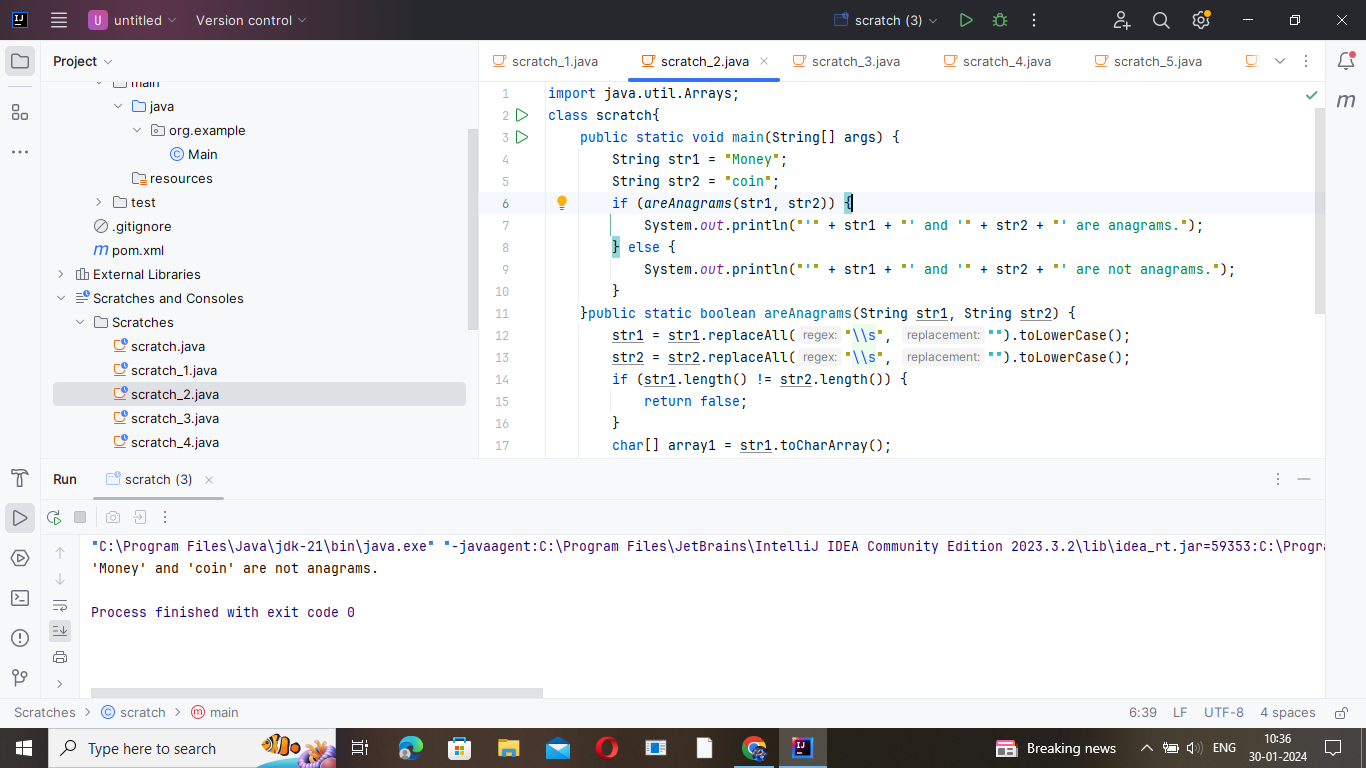 U untitled Version control scratch (3)
Project
scratch_1.java scratch_2.java scratch_3.java scratch_4.java scratch_5.java
main
java
org.example
Main
resources
test
.gitignore
pom.xml
External Libraries
Scratches and Consoles
Scratches
scratch.java
scratch_1.java
scratch_2.java
scratch_3.java
scratch_4.java
1 import java.util.Arrays;
2 class scratch{
3 public static void main(String[] args) {
4 String str1 = "Money";
5 String str2 = "coin";
6 if (areAnagrams(str1, str2)) {
7 System.out.println("'" + str1 + "' and '" + str2 + "' are anagrams.");
8 } else {
9 System.out.println("'" + str1 + "' and '" + str2 + "' are not anagrams.");
10 }
11 }public static boolean areAnagrams(String str1, String str2) {
12 str1 = str1.replaceAll( regex: "\\s", replacement: "").toLowerCase();
13 str2 = str2.replaceAll( regex: "\\s", replacement: "").toLowerCase();
14 if (str1.length() != str2.length()) {
15 return false;
16 }
17 char[] array1 = str1.toCharArray();
Run scratch (3)
"C:\Program Files\Java\jdk-21\bin\java.exe" "-javaagent:C:\Program Files\JetBrains\IntelliJ IDEA Community Edition 2023.3.2\lib\idea_rt.jar=59353:C:\Progra
'Money' and 'coin' are not anagrams.
Process finished with exit code 0
Scratches scratch main 6:39 LF UTF-8 4 spaces
Type here to search Breaking news ENG 10:36
30-01-2024